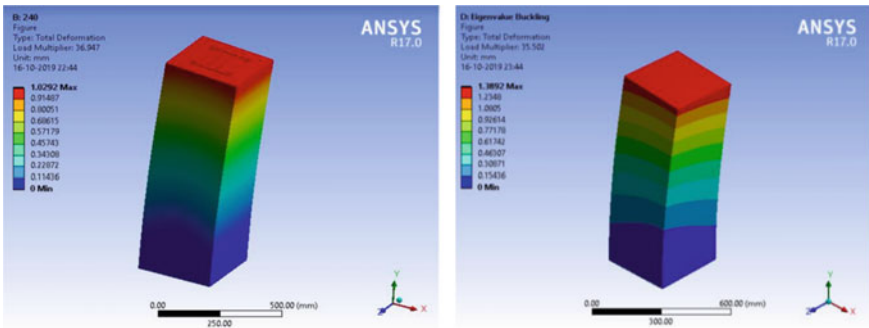 B: 240
Figure
Type: Total Deformation
Load Multiplier: 36.947
Unit: mm
16-10-2019 22:44
1.0292 Max
0.91487
0.80051
0.68615
0.57179
0.45743
0.34308
0.22872
0.11436
0 Min
ANSYS
R17.0
0.00
500.00 (mm)
250.00
Y
Z
X
D: Eigenvalue Buckling
Figure
Type: Total Deformation
Load Multiplier: 35.502
Unit: mm
16-10-2019 23:44
1.3892 Max
1.2348
1.0805
0.92614
0.77178
0.61742
0.46307
0.30871
0.15436
0 Min
ANSYS
R17.0
0.00
600.00 (mm)
300.00
Y
Z
X